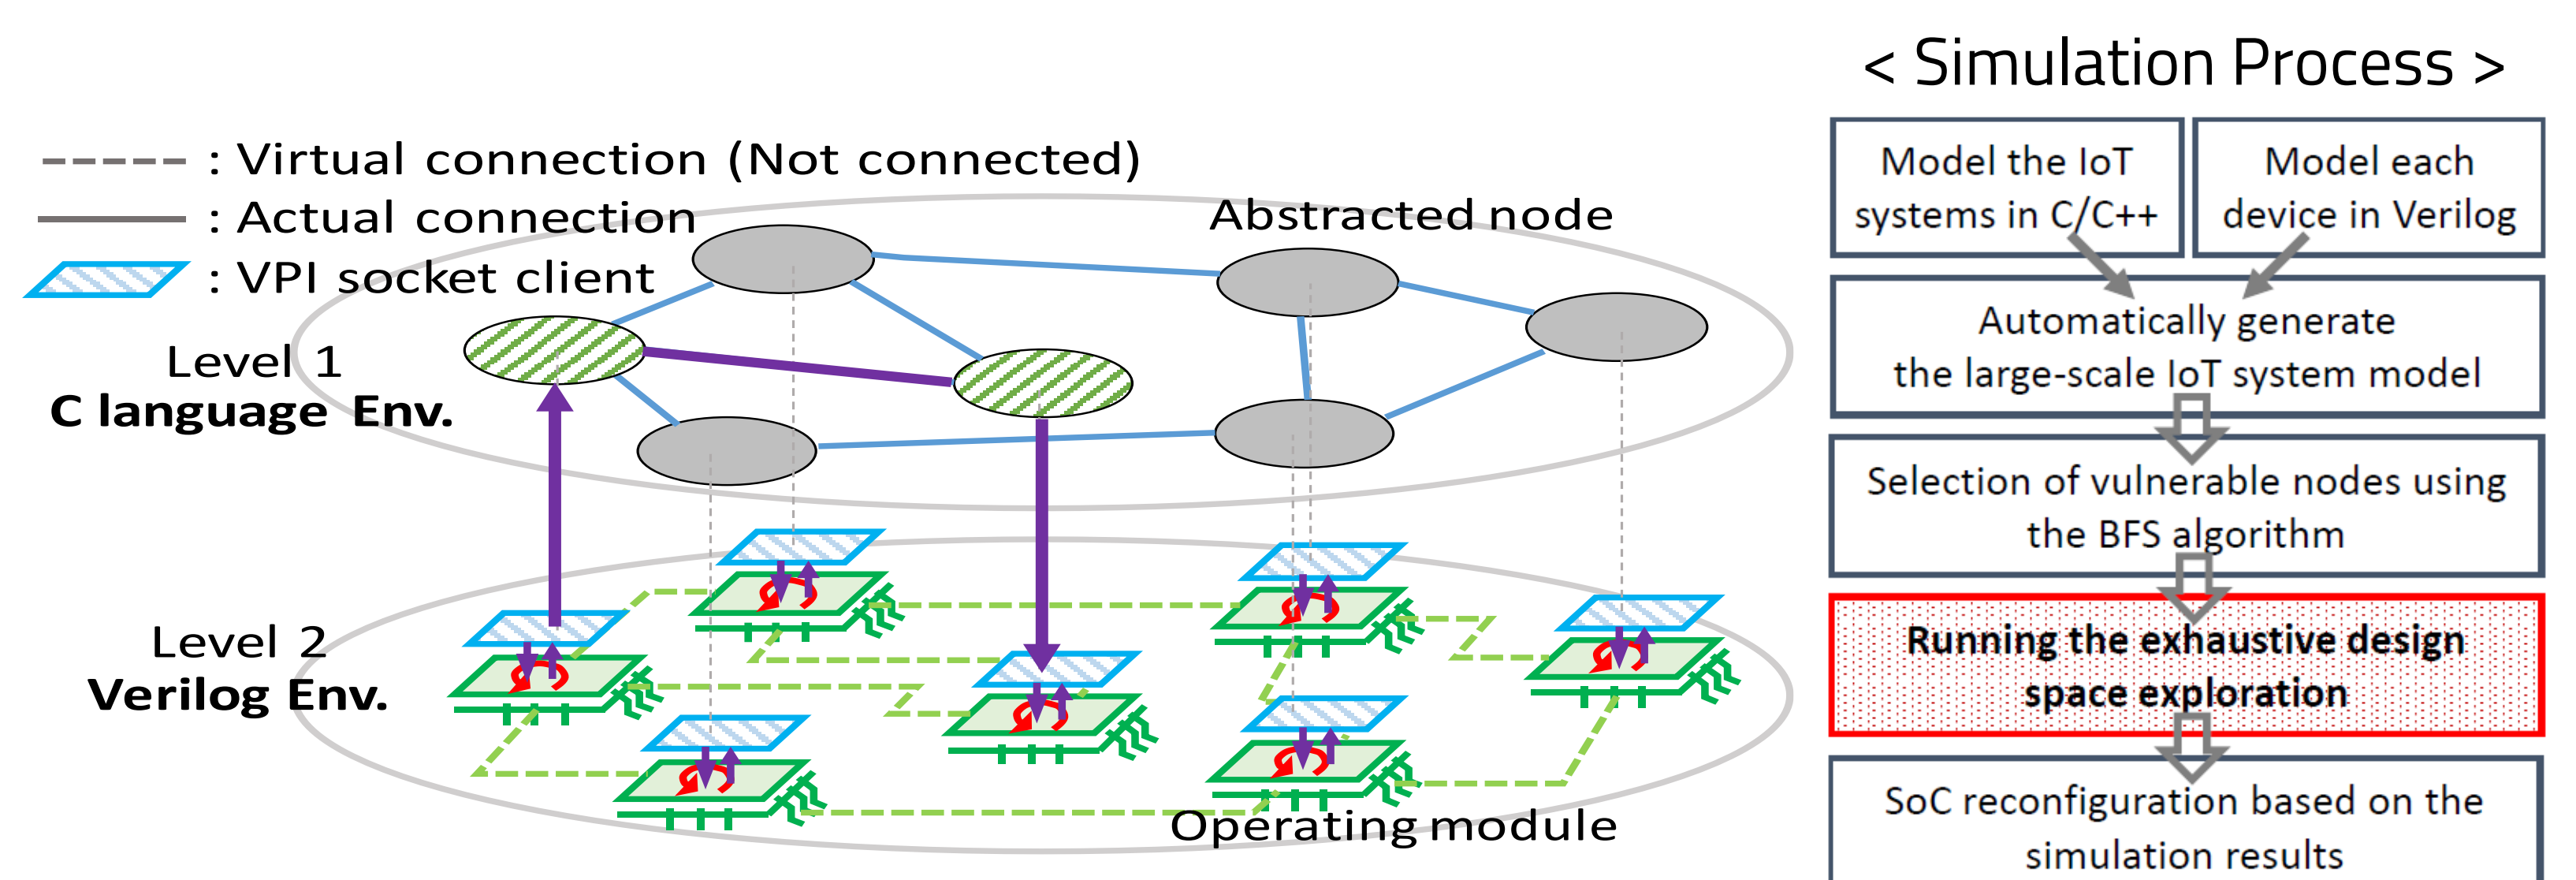 : Virtual connection (Not connected)
: Actual connection
: VPI socket client
Abstracted node
Level 1
C language Env.
Level 2
Verilog Env.
Operating module
< Simulation Process >
Model the IoT
systems in C/C++
Model each
device in Verilog
Automatically generate
the large-scale IoT system model
Selection of vulnerable nodes using
the BFS algorithm
Running the exhaustive design
space exploration
SoC reconfiguration based on the
simulation results